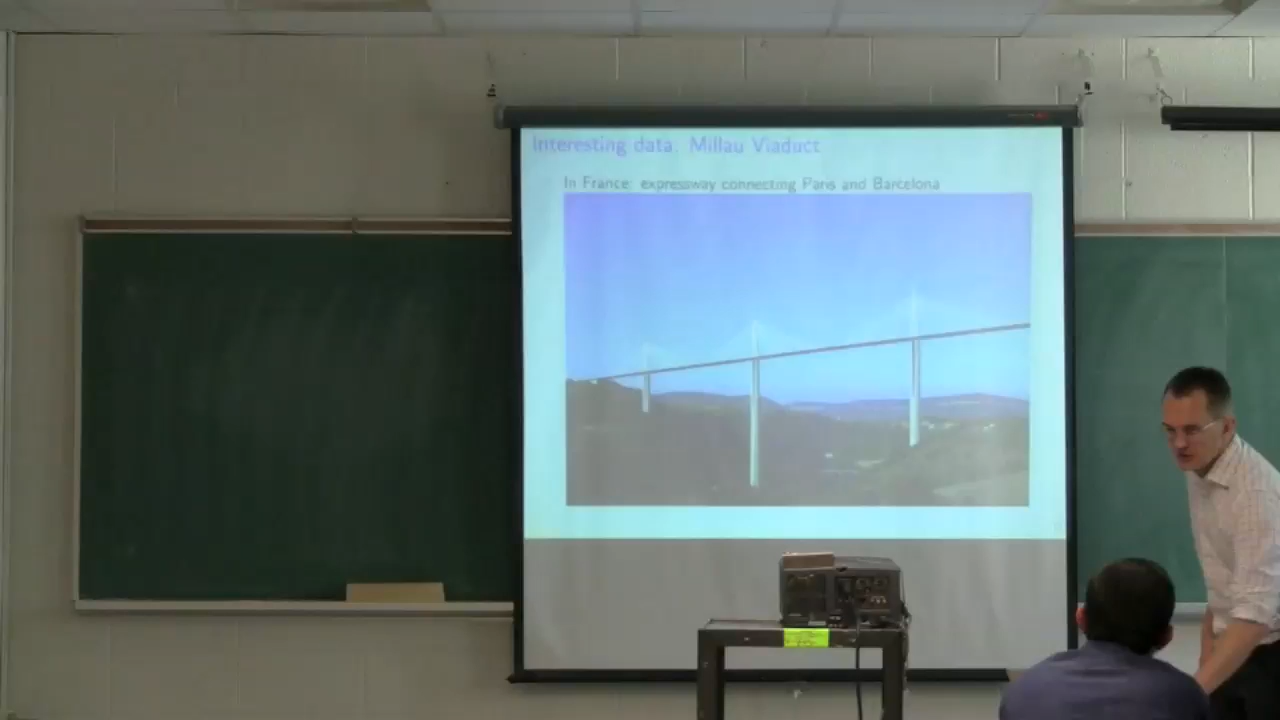 Interesting data. Millau Viaduct
In France: expressway connecting Paris and Barcelona